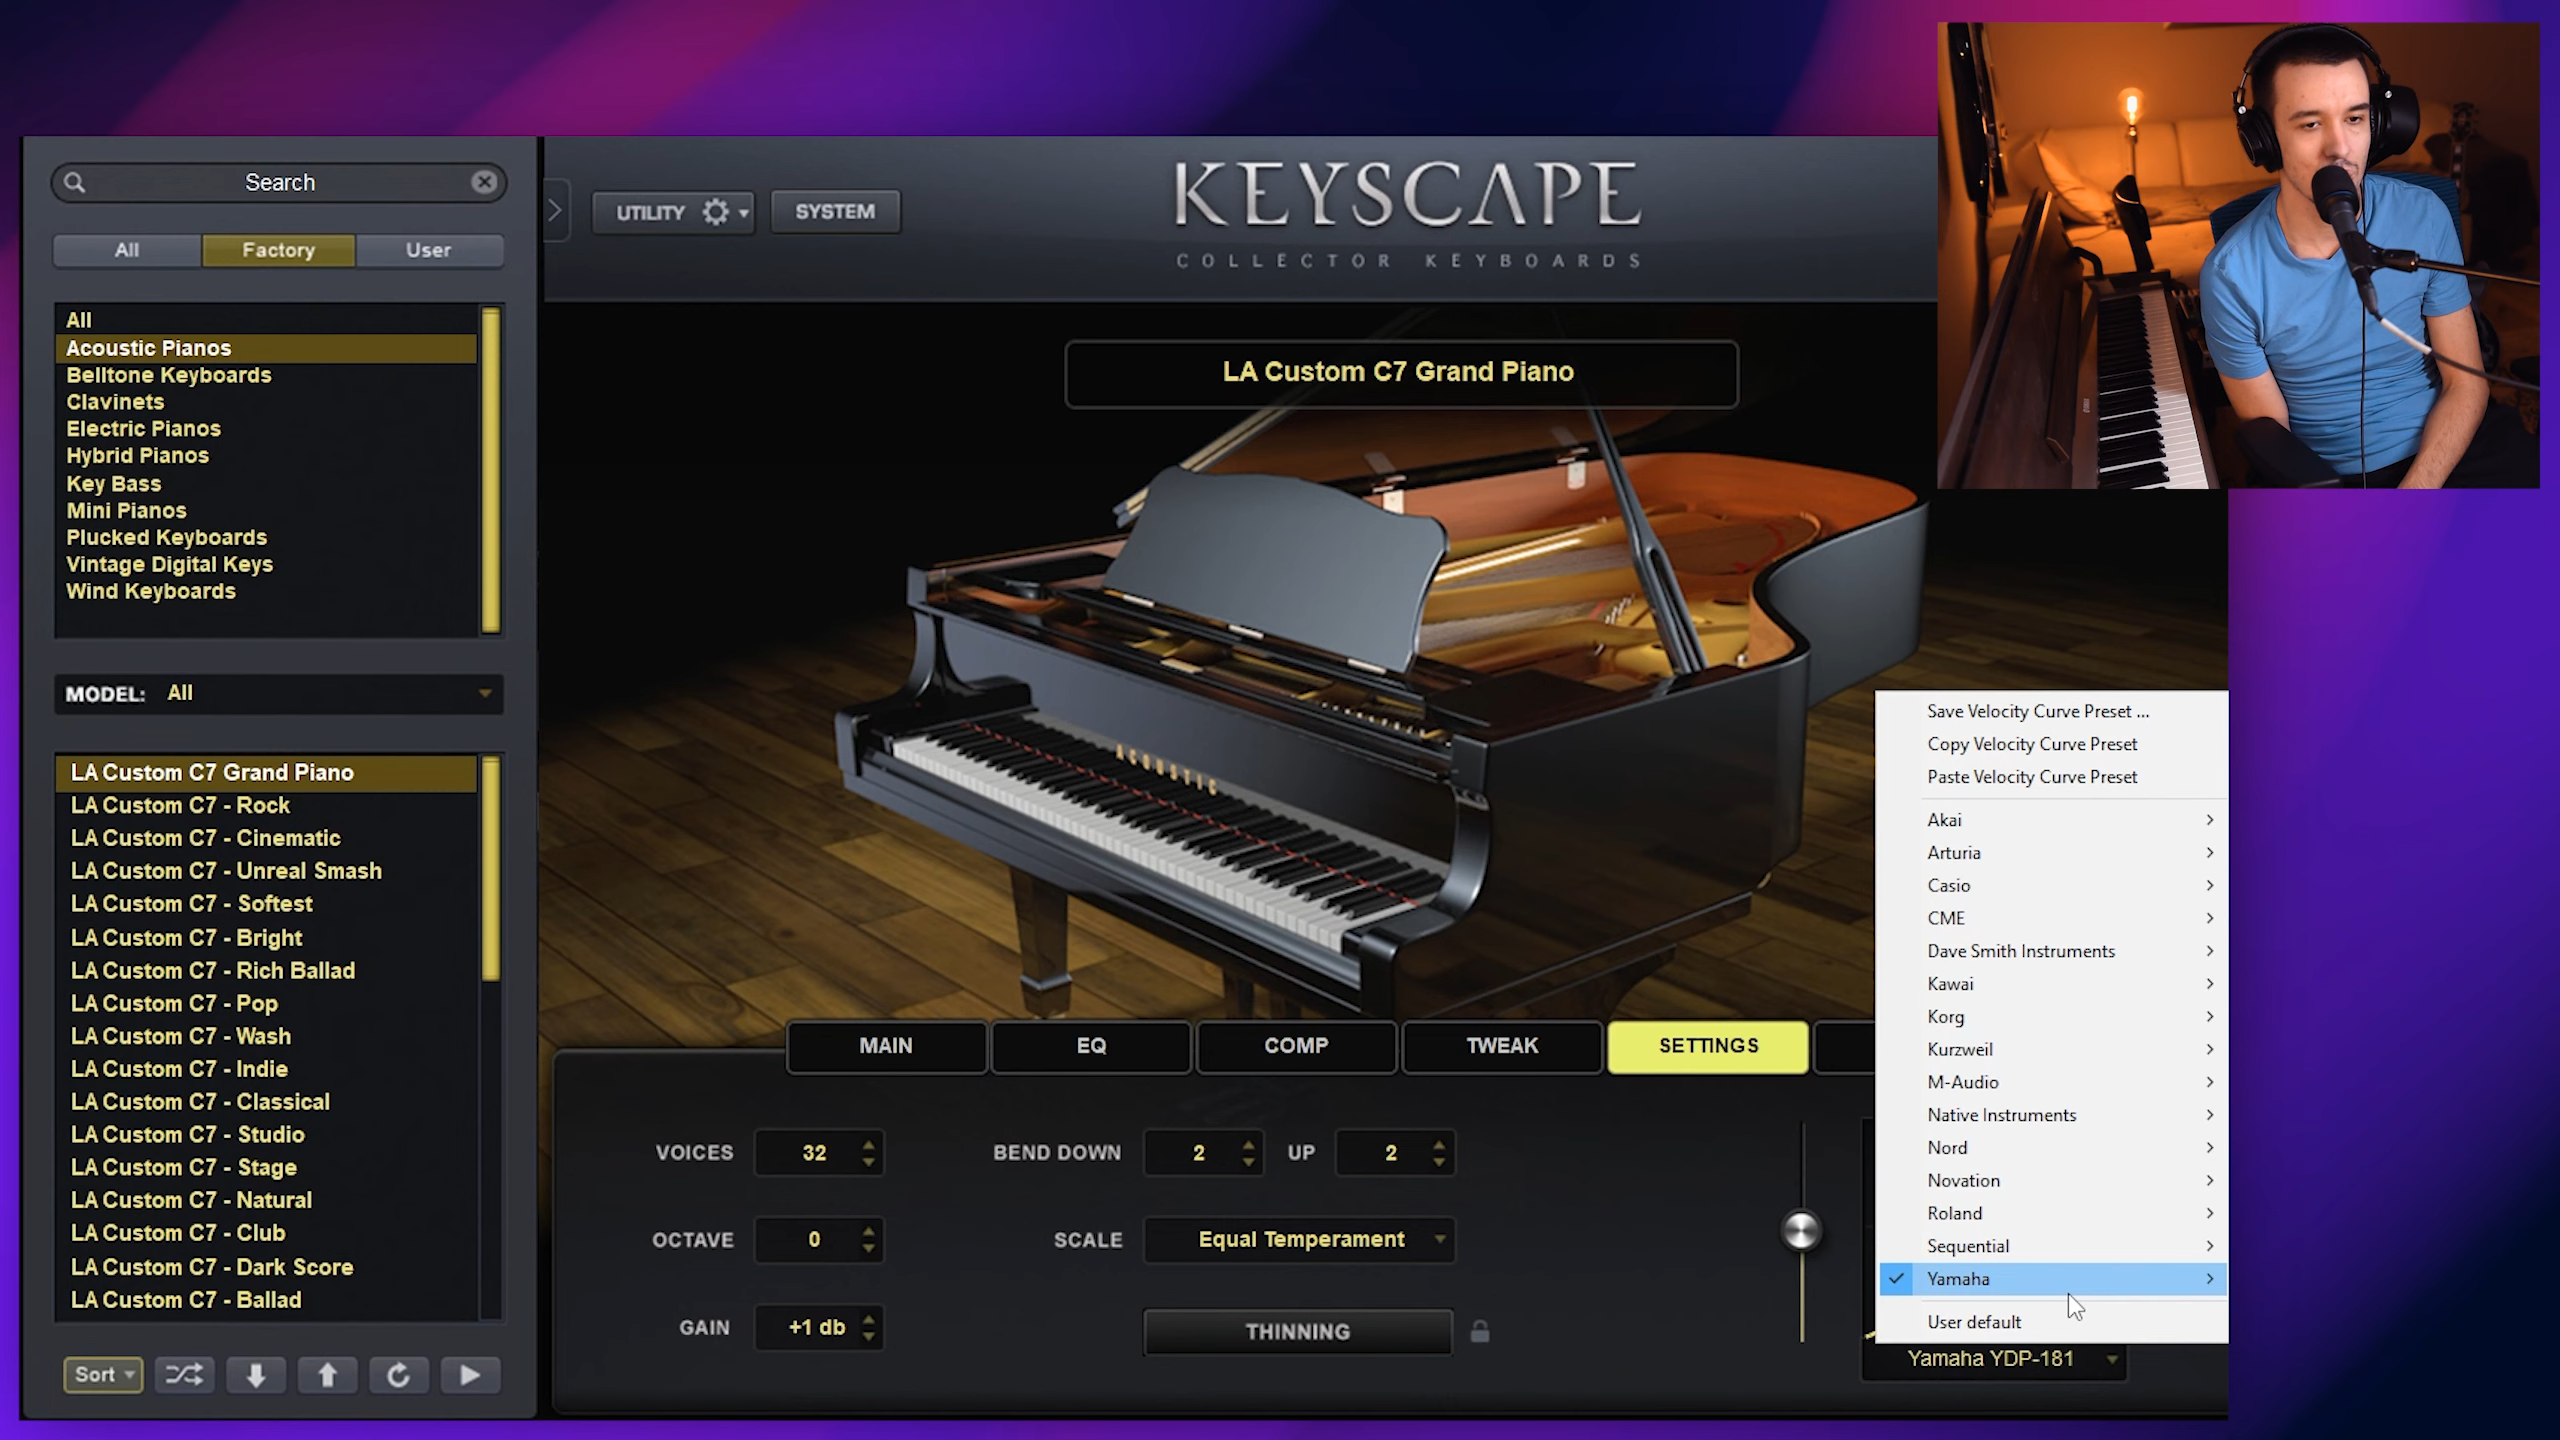 Search
All
Factory
User
All
Acoustic Pianos
Belltone Keyboards
Clavinets
Electric Pianos
Hybrid Pianos
Key Bass
Mini Pianos
Plucked Keyboards
Vintage Digital Keys
Wind Keyboards
MODEL: All
LA Custom C7 Grand Piano
LA Custom C7 - Rock
LA Custom C7 - Cinematic
LA Custom C7 - Unreal Smash
LA Custom C7 - Softest
LA Custom C7 - Bright
LA Custom C7 - Rich Ballad
LA Custom C7 - Pop
LA Custom C7 - Wash
LA Custom C7 - Indie
LA Custom C7 - Classical
LA Custom C7 - Studio
LA Custom C7 - Stage
LA Custom C7 - Natural
LA Custom C7 - Club
LA Custom C7 - Dark Score
LA Custom C7 - Ballad
Sort
UTILITY
SYSTEM
KEYSCAPE
COLLECTOR KEYBOARDS
LA Custom C7 Grand Piano
ACOUSTIC
MAIN
EQ
COMP
TWEAK
SETTINGS
VOICES 32
BEND DOWN 2 UP 2
OCTAVE 0
SCALE Equal Temperament
GAIN +1 db
THINNING
Save Velocity Curve Preset ...
Copy Velocity Curve Preset
Paste Velocity Curve Preset
Akai
Arturia
Casio
CME
Dave Smith Instruments
Kawai
Korg
Kurzweil
M-Audio
Native Instruments
Nord
Novation
Roland
Sequential
Yamaha
User default
Yamaha YDP-181